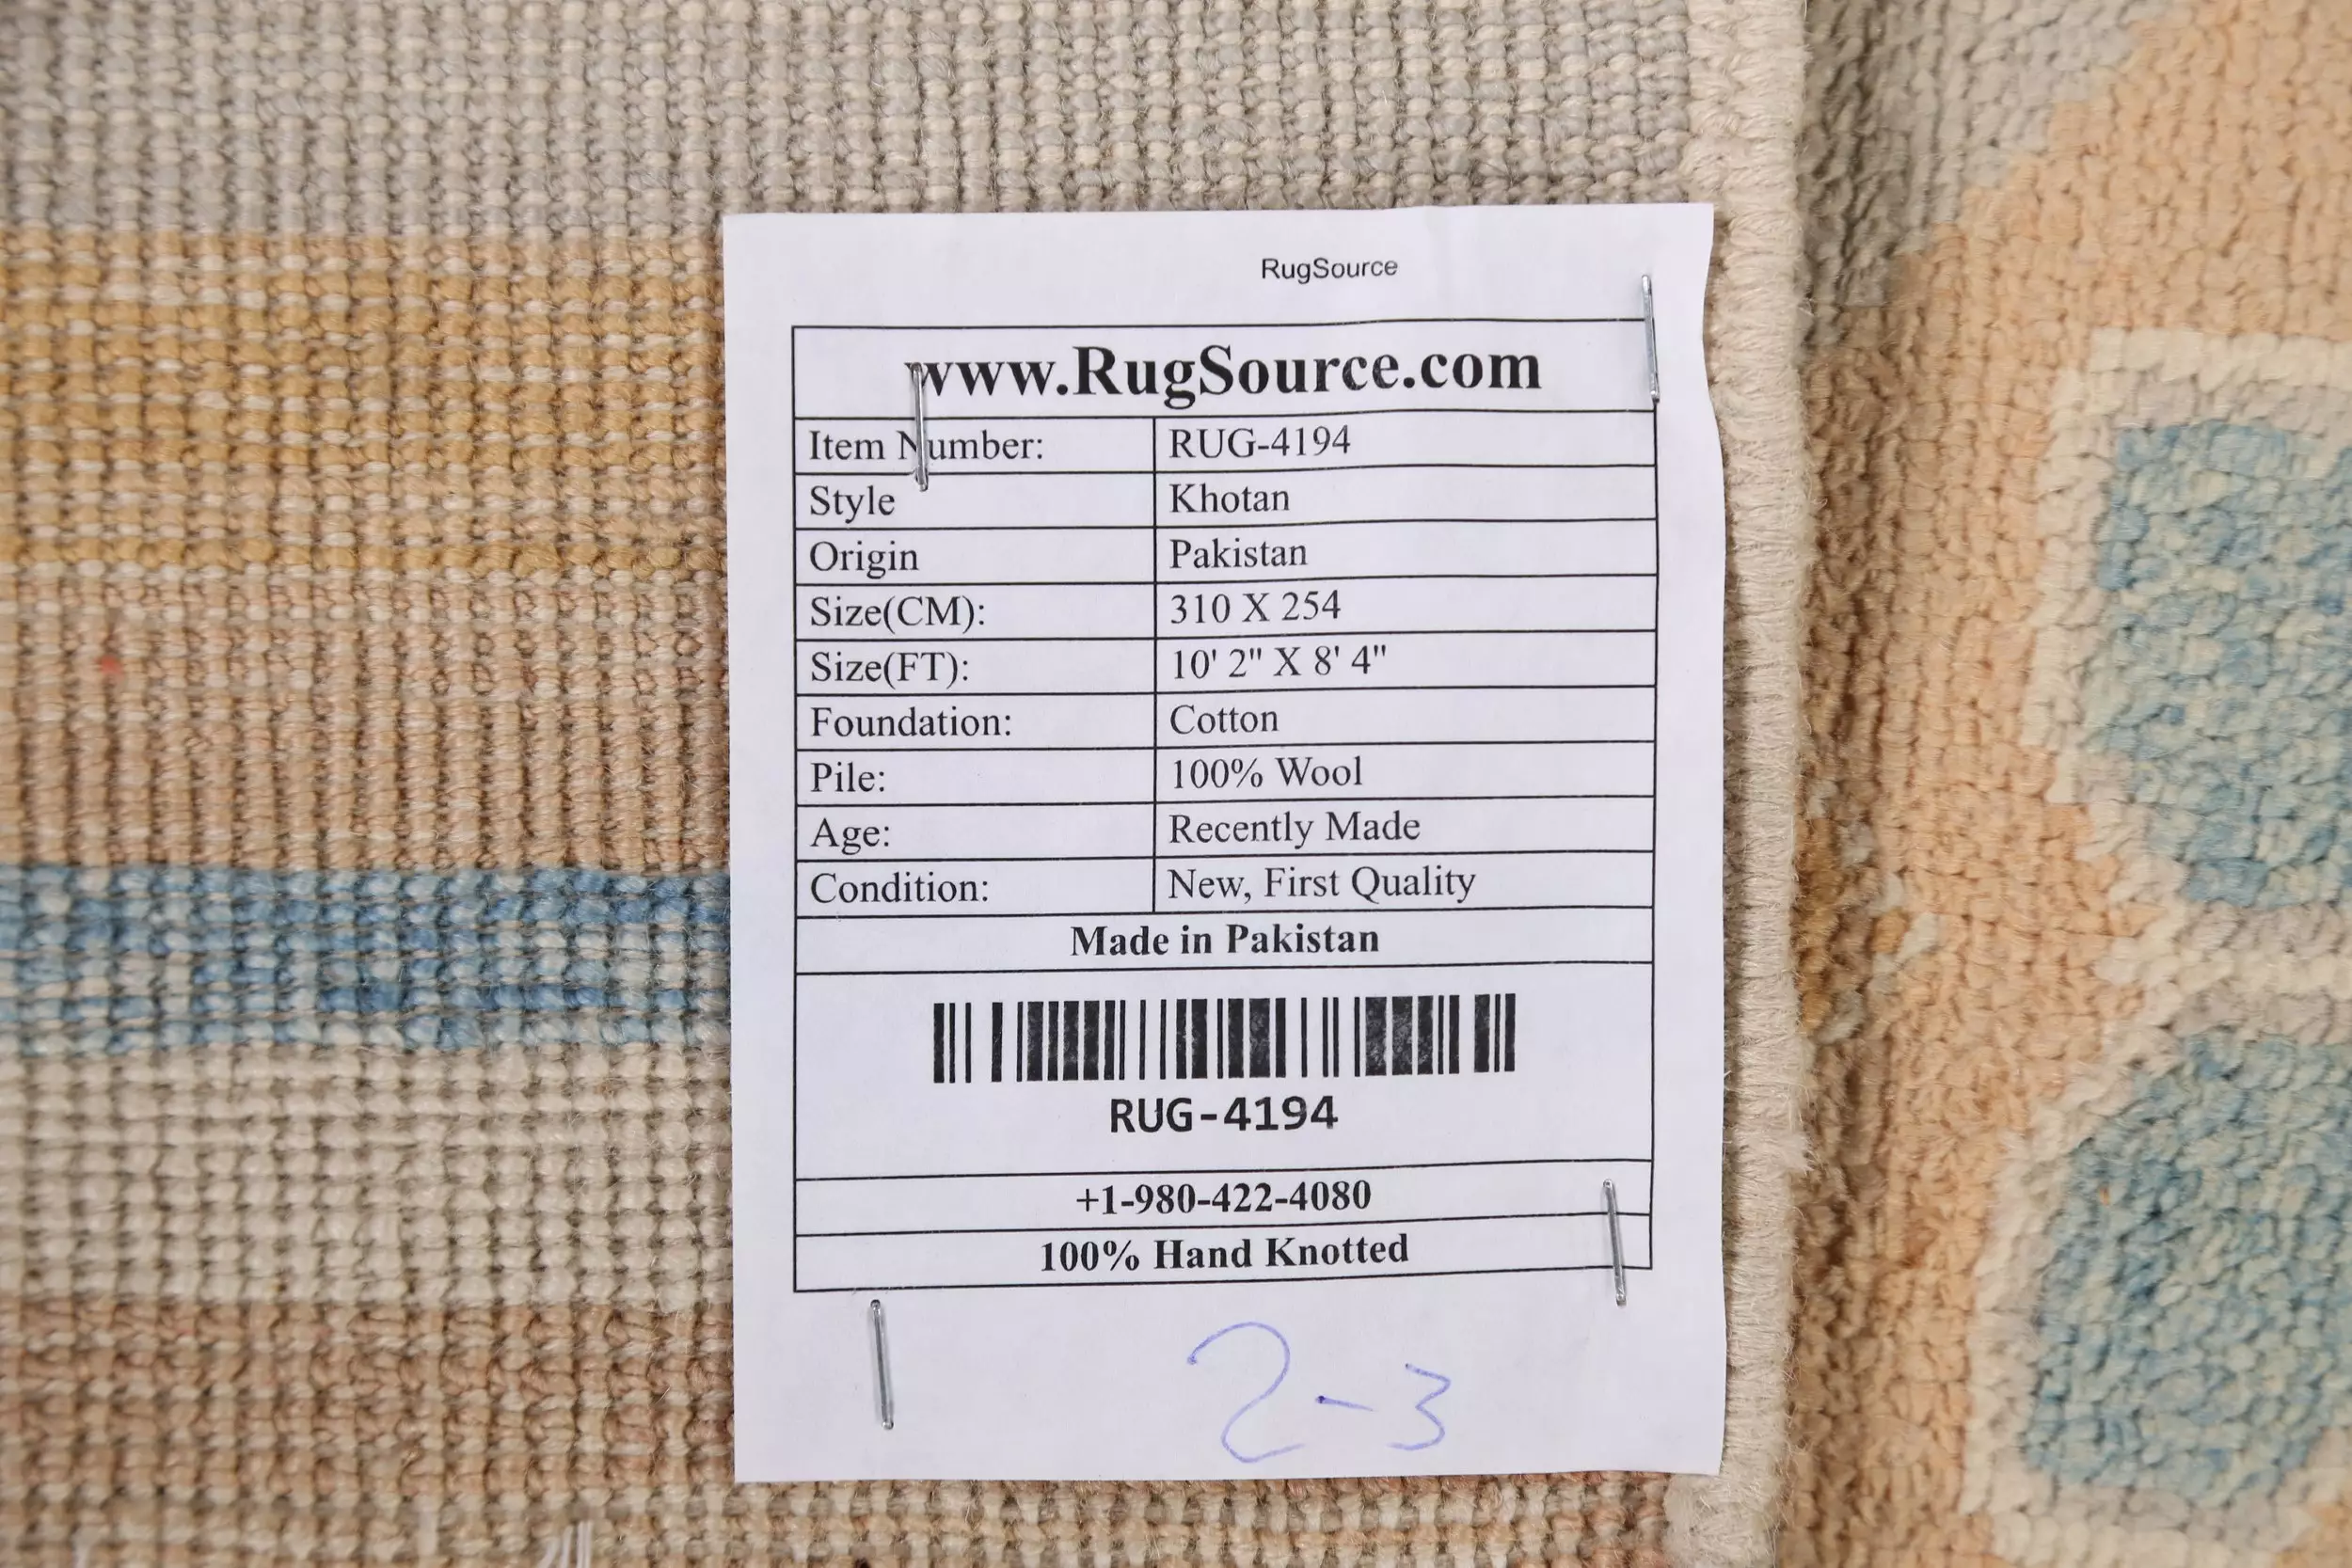 RugSource
www.RugSource.com
Item Number: RUG-4194
Style Khotan
Origin Pakistan
Size(CM): 310 X 254
Size(FT): 10' 2" X 8' 4"
Foundation: Cotton
Pile: 100% Wool
Age: Recently Made
Condition: New, First Quality
Made in Pakistan
RUG-4194
+1-980-422-4080
100% Hand Knotted
2-3